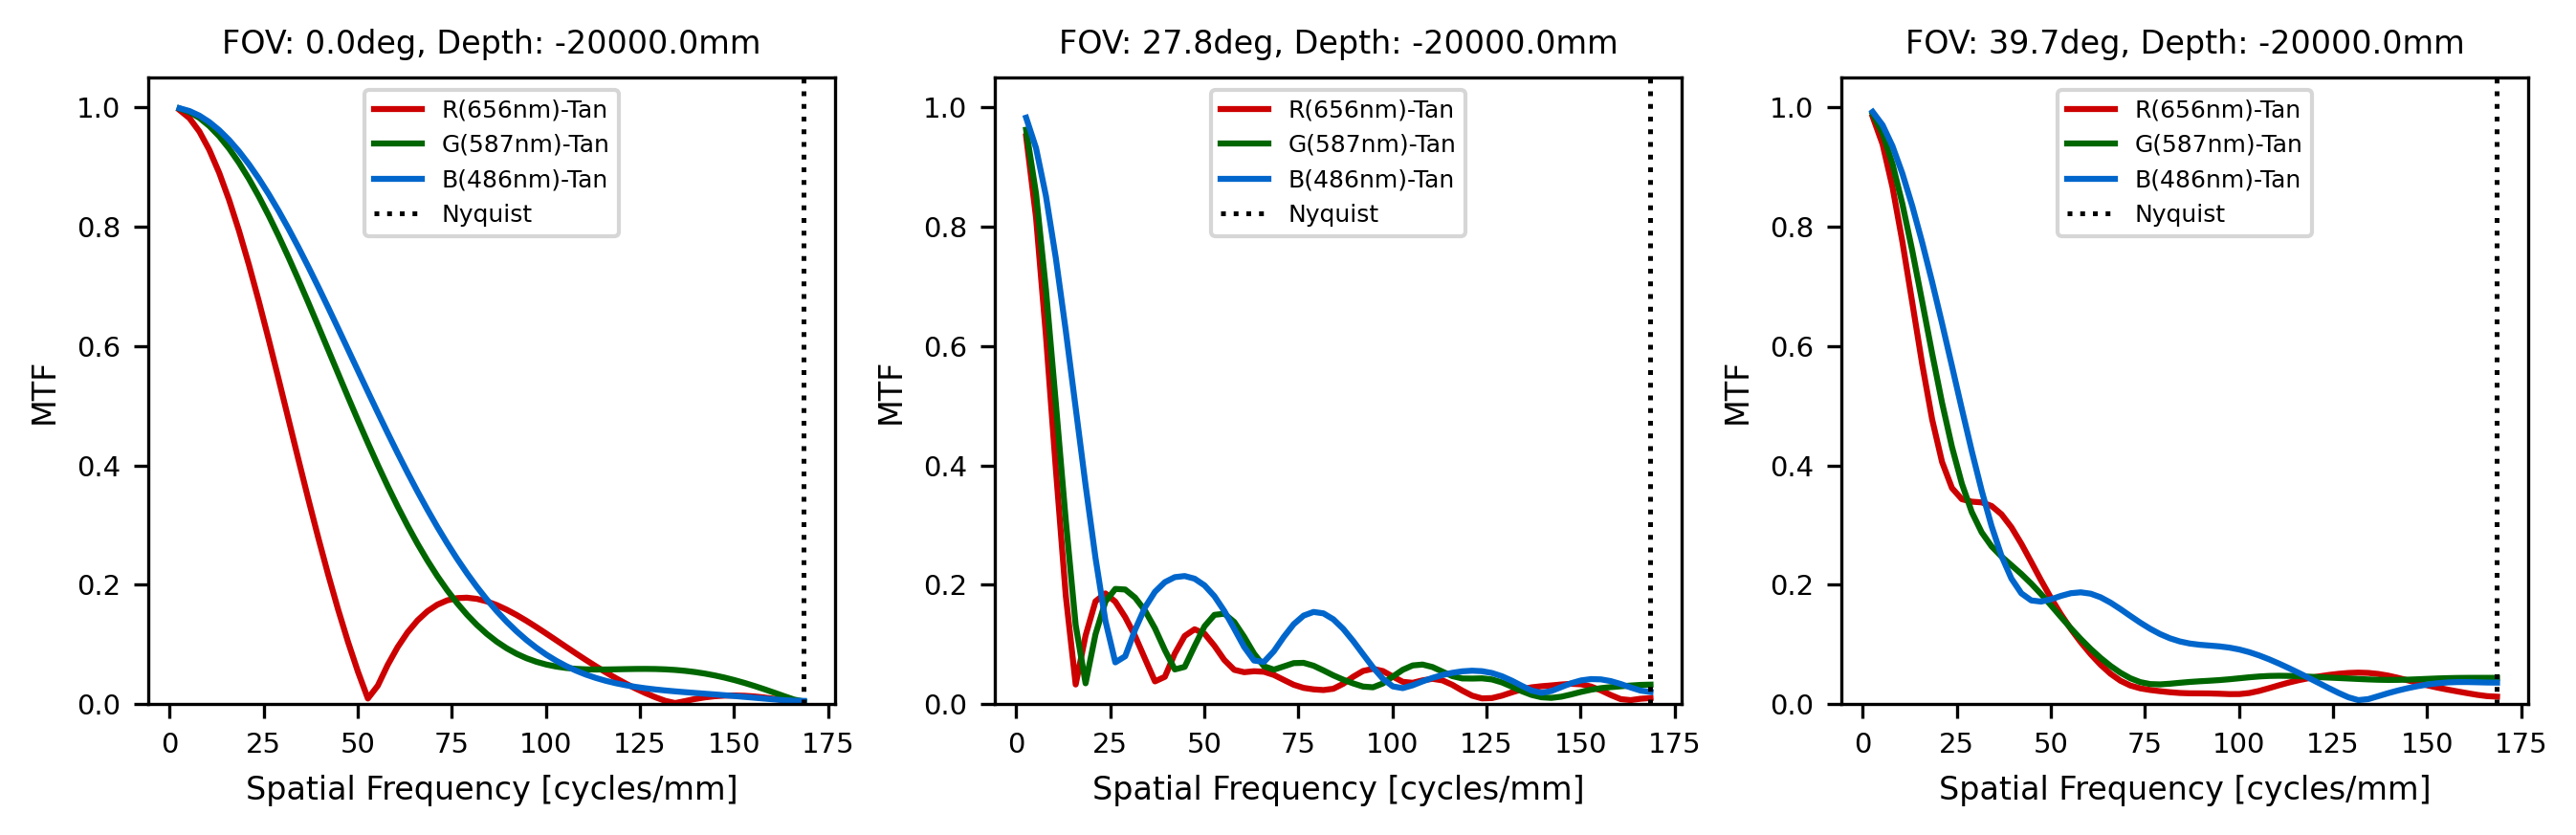 FOV: 0.0deg, Depth: -20000.0mm
R(656nm)-Tan
G(587nm)-Tan
B(486nm)-Tan
Nyquist
1.0
0.8
0.6
0.4
0.2
0.0
MTF
0 25 50 75 100 125 150 175
Spatial Frequency [cycles/mm]
FOV: 27.8deg, Depth: -20000.0mm
R(656nm)-Tan
G(587nm)-Tan
B(486nm)-Tan
Nyquist
1.0
0.8
0.6
0.4
0.2
0.0
MTF
0 25 50 75 100 125 150 175
Spatial Frequency [cycles/mm]
FOV: 39.7deg, Depth: -20000.0mm
R(656nm)-Tan
G(587nm)-Tan
B(486nm)-Tan
Nyquist
1.0
0.8
0.6
0.4
0.2
0.0
MTF
0 25 50 75 100 125 150 175
Spatial Frequency [cycles/mm]